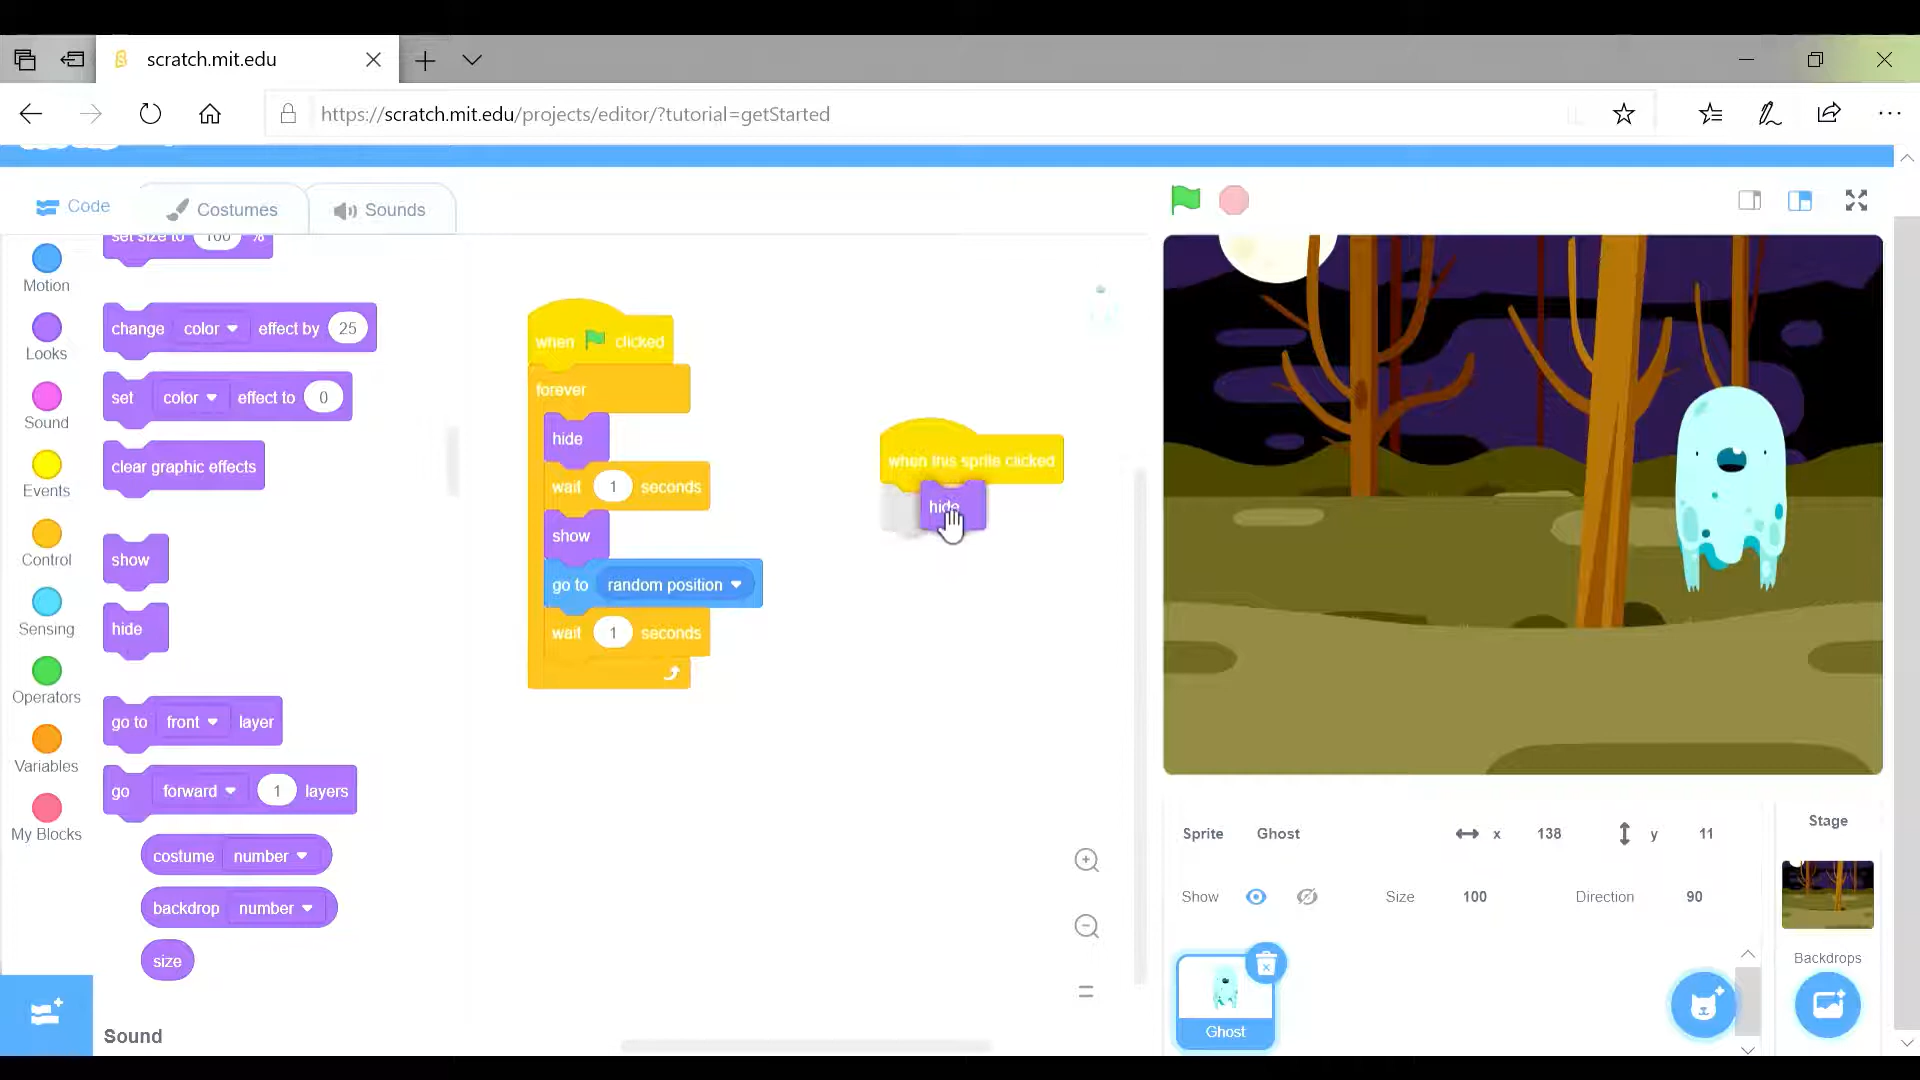 scratch.mit.edu
https://scratch.mit.edu/projects/editor/?tutorial=getStarted
Code
Costumes
Sounds
Motion
Looks
Sound
Events
Control
Sensing
Operators
Variables
My Blocks
set size to 100 %
change color effect by 25
set color effect to 0
clear graphic effects
show
hide
go to front layer
go forward 1 layers
costume number
backdrop number
size
Sound
when clicked
forever
hide
wait 1 seconds
show
go to random position
wait 1 seconds
when this sprite clicked
hide
Sprite Ghost x 138 y 11
Show Size 100 Direction 90
Ghost
Stage
Backdrops